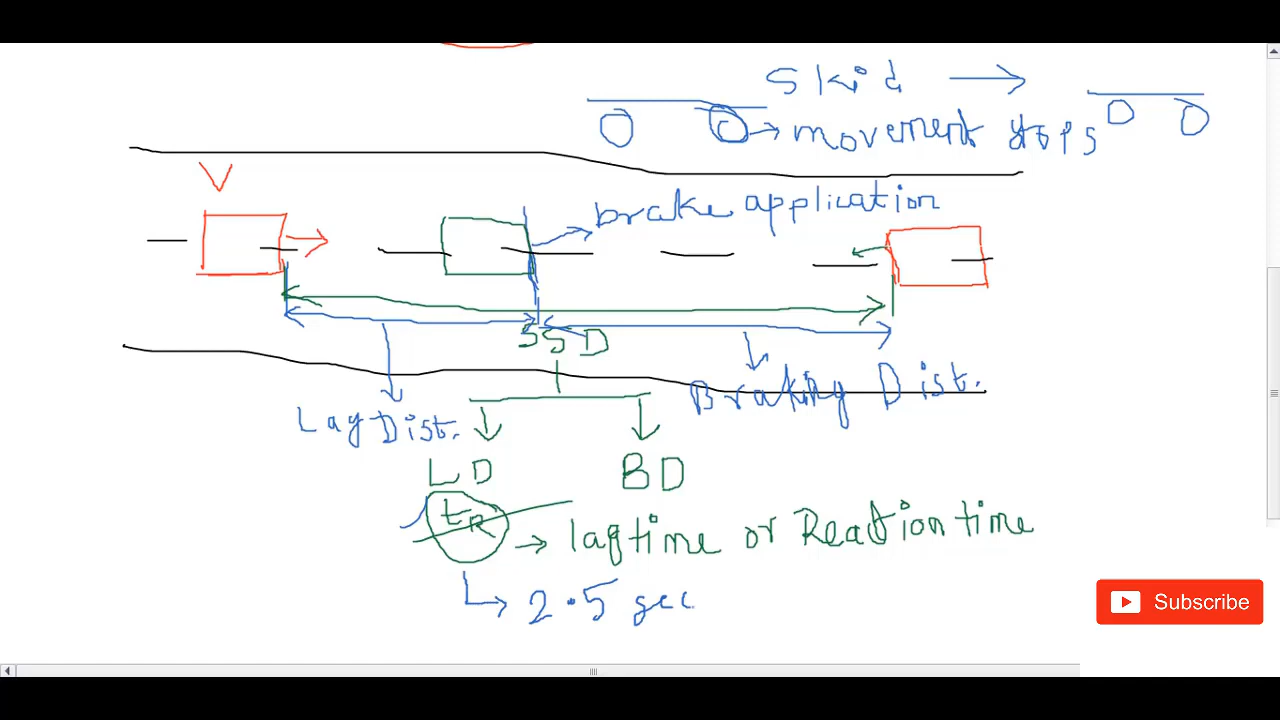 skid →
→ movement stops
V
brake application
SSD
Braking Dist.
Lag Dist.
LD BD
tR → lag time or Reaction time
2.5 sec
Subscribe